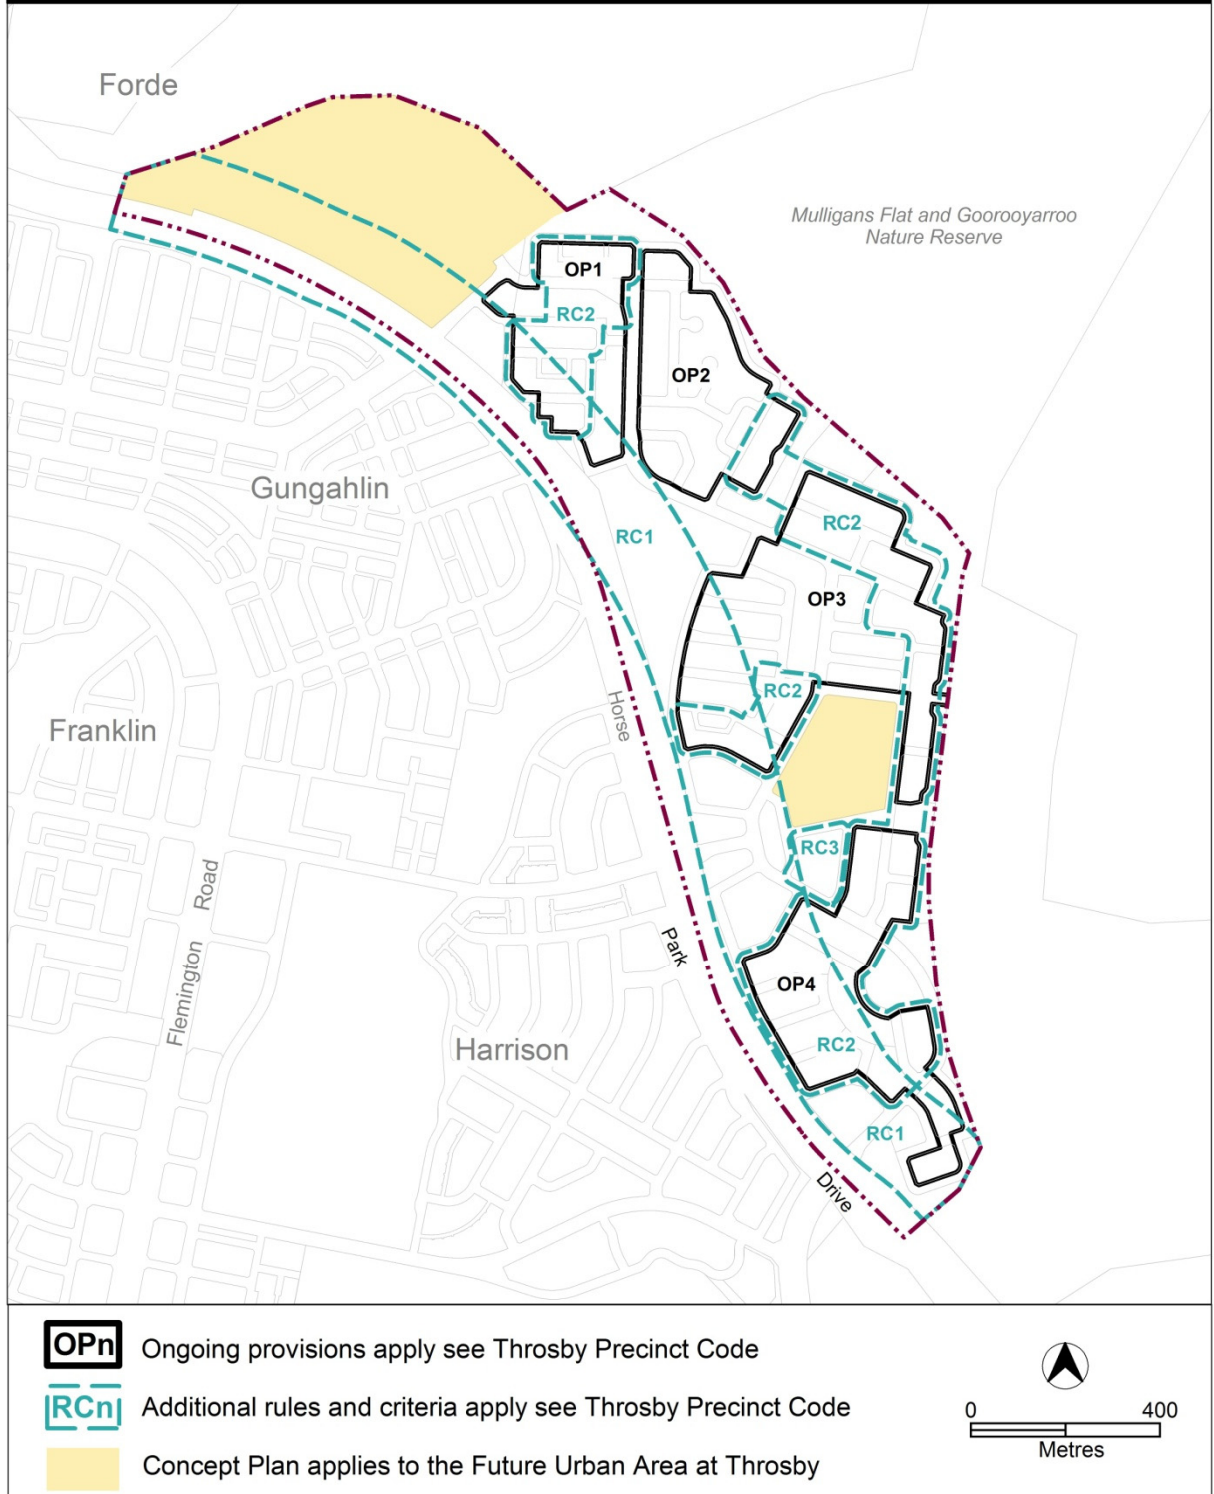 Forde
Mulligans Flat and Goorooyarroo
Nature Reserve
OP1
RC2
OP2
Gungahlin
RC2
RC1
OP3
RC2
Horse
Franklin
RC3
Flemington Road
Park
OP4
RC2
Harrison
RC1
Drive
OPn Ongoing provisions apply see Throsby Precinct Code
RCn Additional rules and criteria apply see Throsby Precinct Code
0 400
Metres
Concept Plan applies to the Future Urban Area at Throsby